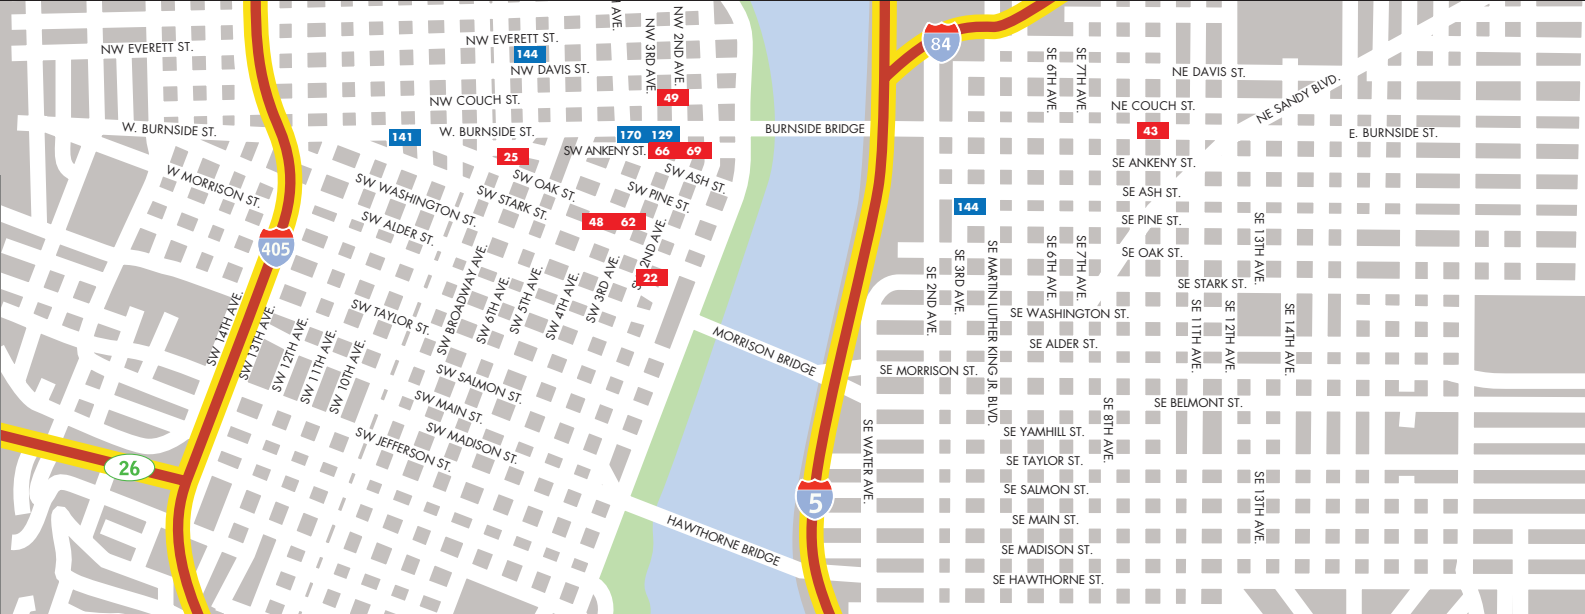 AVE.
NW 3RD AVE.
NW 2ND AVE.
NW EVERETT ST.
NW EVERETT ST.
144
NW DAVIS ST.
84
SE 6TH AVE.
SE 7TH AVE.
NE DAVIS ST.
NE SANDY BLVD.
49
NW COUCH ST.
NE COUCH ST.
W. BURNSIDE ST.
141
W. BURNSIDE ST.
170 129
BURNSIDE BRIDGE
43
E. BURNSIDE ST.
25
SW ANKENY ST.
66 69
SE ANKENY ST.
W MORRISON ST.
SW WASHINGTON ST.
SW OAK ST.
SW STARK ST.
SW PINE ST.
SW ASH ST.
SE ASH ST.
144
SW ALDER ST.
48 62
SE PINE ST.
405
2ND AVE.
22
SE OAK ST.
SE 13TH AVE.
SE 6TH AVE.
SE 7TH AVE.
SE 2ND AVE.
SE 3RD AVE.
SE MARTIN LUTHER KING JR. BLVD.
SE STARK ST.
SW 14TH AVE.
SW 13TH AVE.
SW 12TH AVE.
SW 11TH AVE.
SW 10TH AVE.
SW TAYLOR ST.
SW BROADWAY AVE.
SW 6TH AVE.
SW 5TH AVE.
SW 4TH AVE.
SW 3RD AVE.
SE WASHINGTON ST.
SE 11TH AVE.
SE 12TH AVE.
SE 14TH AVE.
MORRISON BRIDGE
SE ALDER ST.
SE MORRISON ST.
SW SALMON ST.
SW MAIN ST.
SW MADISON ST.
SW JEFFERSON ST.
SE BELMONT ST.
SE 8TH AVE.
SE WATER AVE.
SE YAMHILL ST.
26
SE TAYLOR ST.
SE SALMON ST.
SE 13TH AVE.
5
SE MAIN ST.
HAWTHORNE BRIDGE
SE MADISON ST.
SE HAWTHORNE ST.